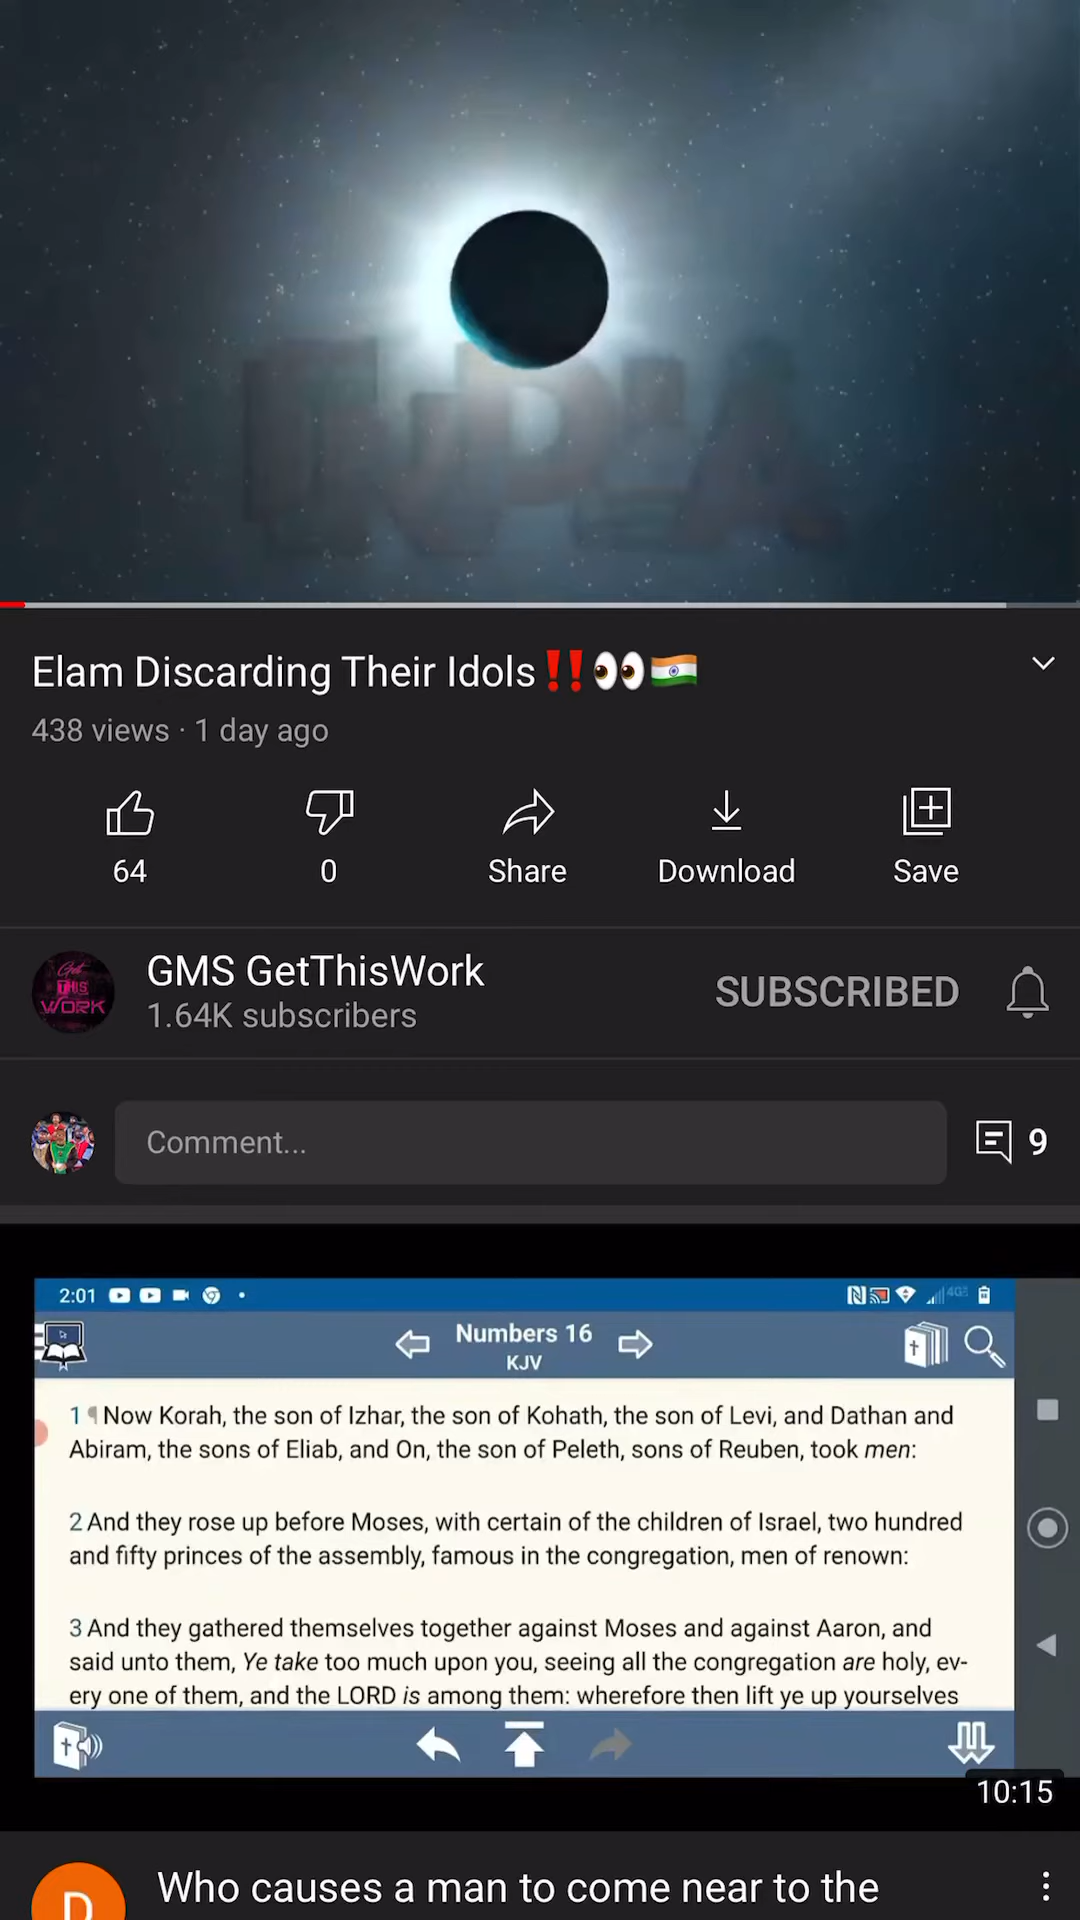 INDIA
Elam Discarding Their Idols‼️👀🇮🇳
438 views · 1 day ago
64
0
Share
Download
Save
Get
THIS
WORK
GMS GetThisWork
1.64K subscribers
SUBSCRIBED
Comment...
9
2:01
4G
Numbers 16
KJV
1 ¶ Now Korah, the son of Izhar, the son of Kohath, the son of Levi, and Dathan and
Abiram, the sons of Eliab, and On, the son of Peleth, sons of Reuben, took men:
2 And they rose up before Moses, with certain of the children of Israel, two hundred
and fifty princes of the assembly, famous in the congregation, men of renown:
3 And they gathered themselves together against Moses and against Aaron, and
said unto them, Ye take too much upon you, seeing all the congregation are holy, ev-
ery one of them, and the LORD is among them: wherefore then lift ye up yourselves
10:15
D
Who causes a man to come near to the